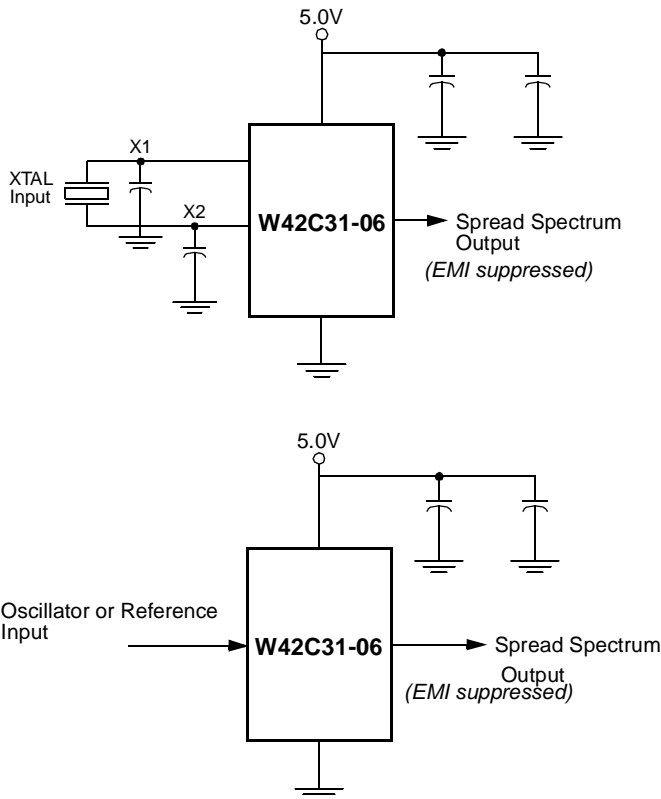 5.0V
X1
XTAL
Input
X2
W42C31-06
Spread Spectrum
Output
(EMI suppressed)
5.0V
Oscillator or Reference
Input
W42C31-06
Spread Spectrum
Output
(EMI suppressed)